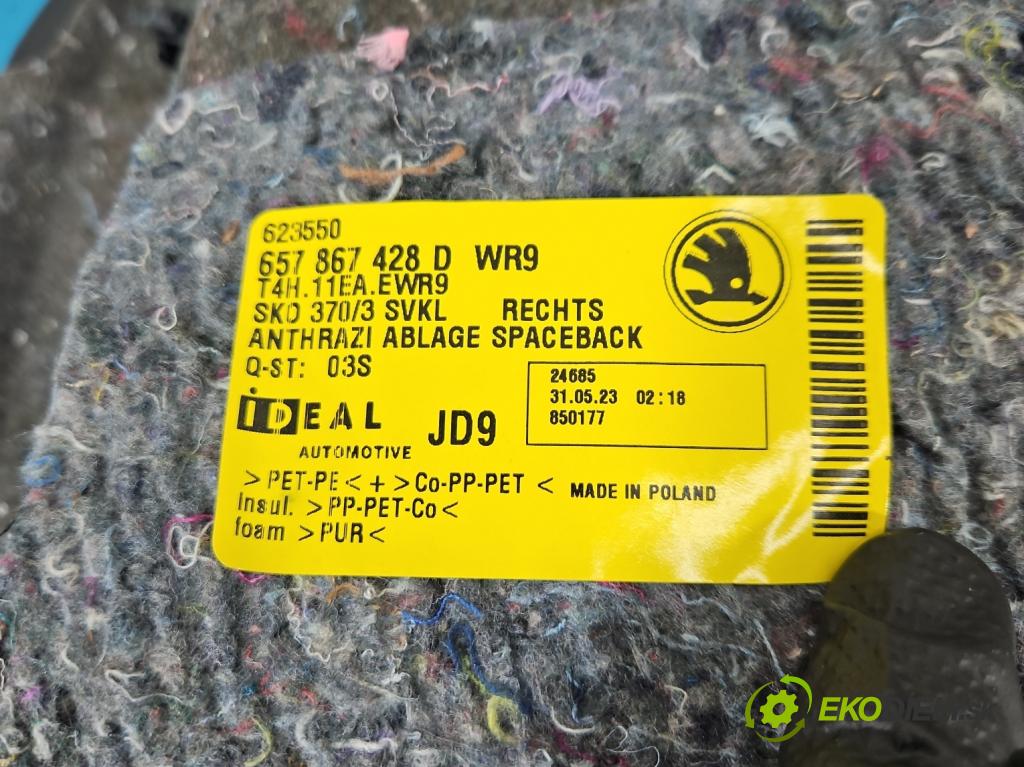 623550
657 867 428 D WR9
T4H.11EA.EWR9
SKD 370/3 SVKL RECHTS
ANTHRAZI ABLAGE SPACEBACK
Q-ST: 03S
24685
31.05.23 02:18
850177
iDEAL
AUTOMOTIVE
JD9
>PET-PE<+>Co-PP-PET <
MADE IN POLAND
Insul. >PP-PET-Co<
foam >PUR<